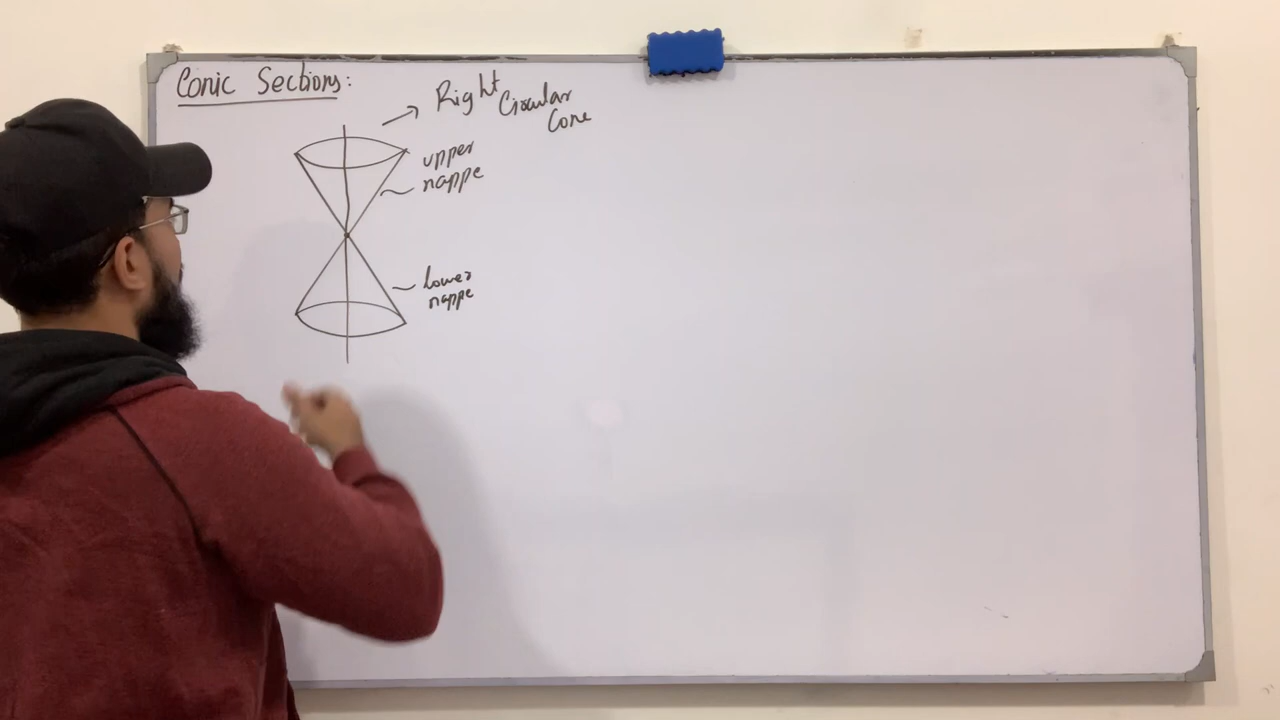 Conic Sections:
Right Circular
Cone
upper
nappe
lower
nappe